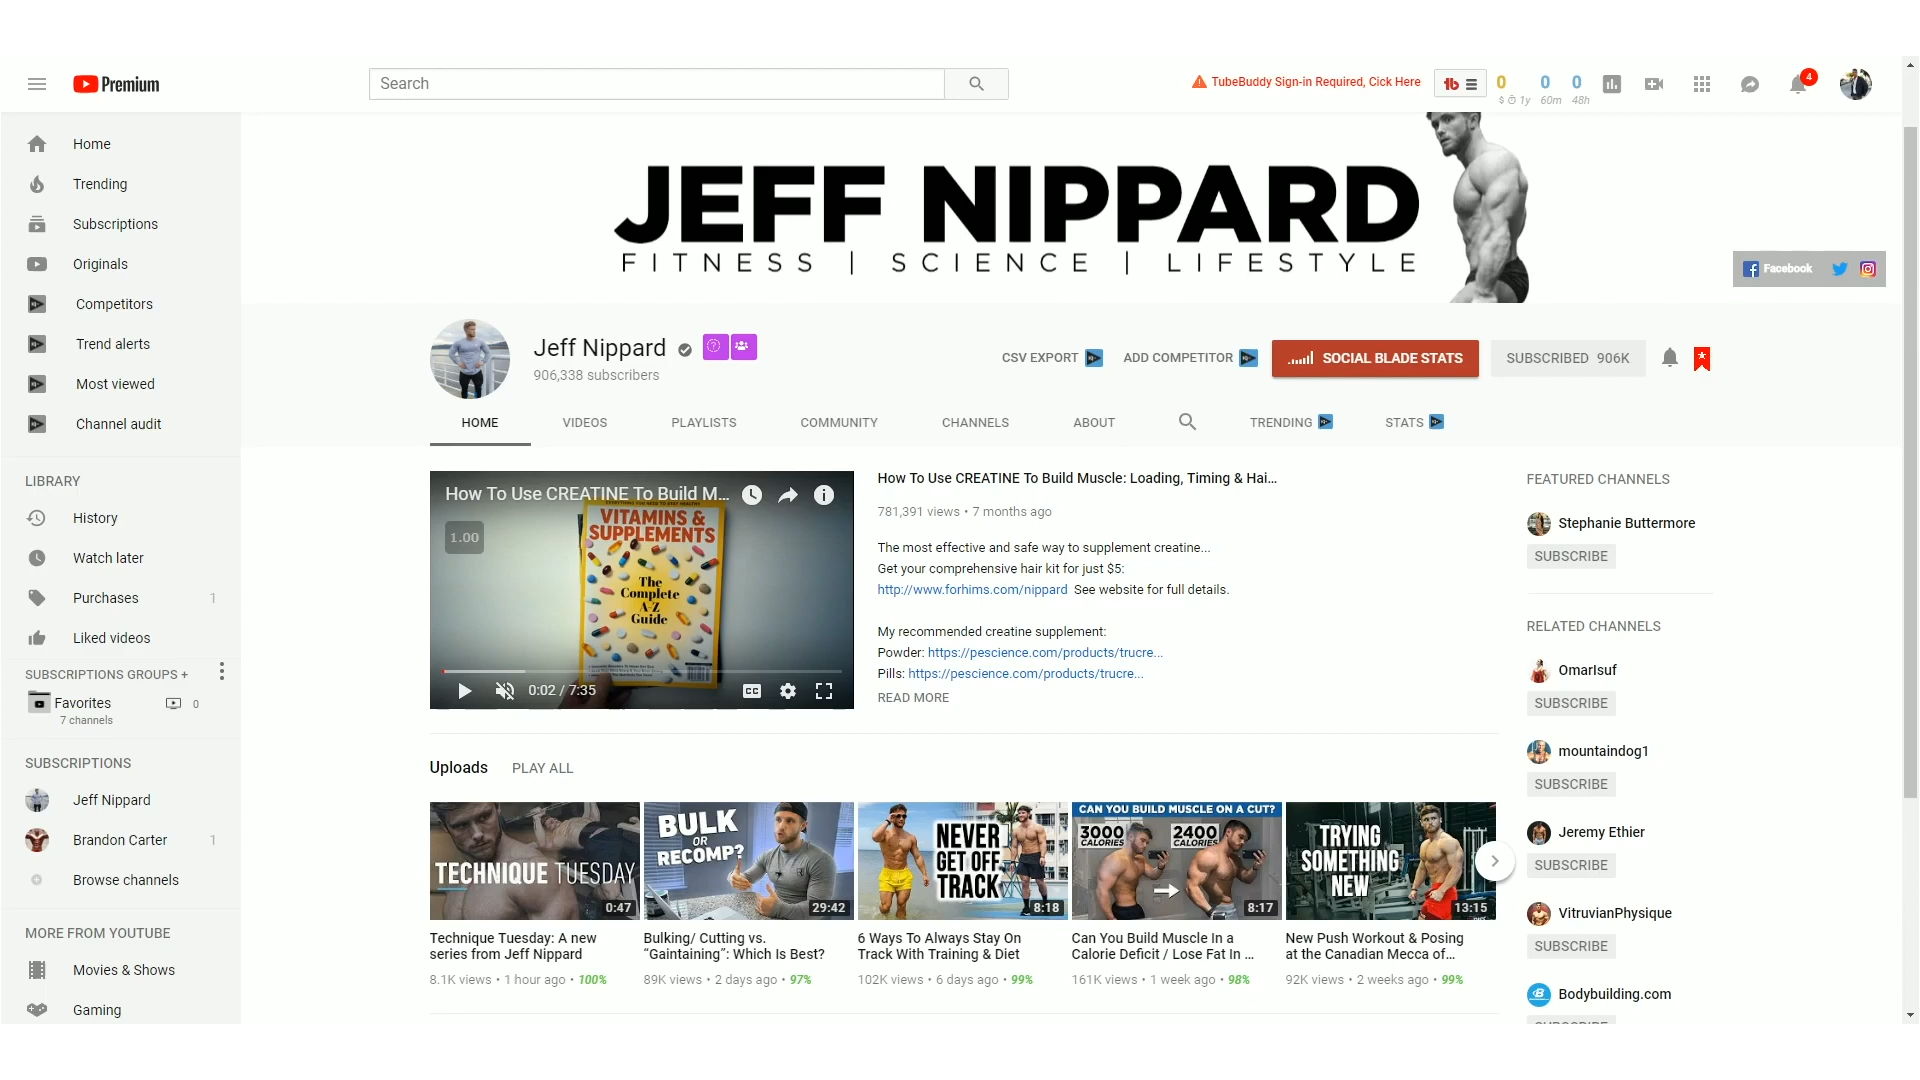 Premium
Search
TubeBuddy Sign-in Required, Cick Here
tb
0 0 0
$ 1y 60m 48h
4
Home
Trending
Subscriptions
Originals
Competitors
Trend alerts
Most viewed
Channel audit
LIBRARY
History
Watch later
Purchases 1
Liked videos
SUBSCRIPTIONS GROUPS +
Favorites 0
7 channels
SUBSCRIPTIONS
Jeff Nippard
Brandon Carter 1
Browse channels
MORE FROM YOUTUBE
Movies & Shows
Gaming
JEFF NIPPARD
FITNESS | SCIENCE | LIFESTYLE
Facebook
Jeff Nippard
906,338 subscribers
CSV EXPORT ADD COMPETITOR SOCIAL BLADE STATS SUBSCRIBED 906K
HOME VIDEOS PLAYLISTS COMMUNITY CHANNELS ABOUT TRENDING STATS
How To Use CREATINE To Build M...
1.00
VITAMINS &
SUPPLEMENTS
The
Complete
A-Z
Guide
0:02 / 7:35
CC
How To Use CREATINE To Build Muscle: Loading, Timing & Hai...
781,391 views • 7 months ago
The most effective and safe way to supplement creatine...
Get your comprehensive hair kit for just $5:
http://www.forhims.com/nippard See website for full details.
My recommended creatine supplement:
Powder: https://pescience.com/products/trucre...
Pills: https://pescience.com/products/trucre...
READ MORE
Uploads PLAY ALL
TECHNIQUE TUESDAY
0:47
Technique Tuesday: A new
series from Jeff Nippard
8.1K views • 1 hour ago • 100%
BULK
OR
RECOMP?
29:42
Bulking/ Cutting vs.
“Gaintaining”: Which Is Best?
89K views • 2 days ago • 97%
NEVER
GET OFF
TRACK
8:18
6 Ways To Always Stay On
Track With Training & Diet
102K views • 6 days ago • 99%
CAN YOU BUILD MUSCLE ON A CUT?
3000
CALORIES
2400
CALORIES
8:17
Can You Build Muscle In a
Calorie Deficit / Lose Fat In ...
161K views • 1 week ago • 98%
TRYING
SOMETHING
NEW
13:15
New Push Workout & Posing
at the Canadian Mecca of...
92K views • 2 weeks ago • 99%
FEATURED CHANNELS
Stephanie Buttermore
SUBSCRIBE
RELATED CHANNELS
OmarIsuf
SUBSCRIBE
mountaindog1
SUBSCRIBE
Jeremy Ethier
SUBSCRIBE
VitruvianPhysique
SUBSCRIBE
Bodybuilding.com